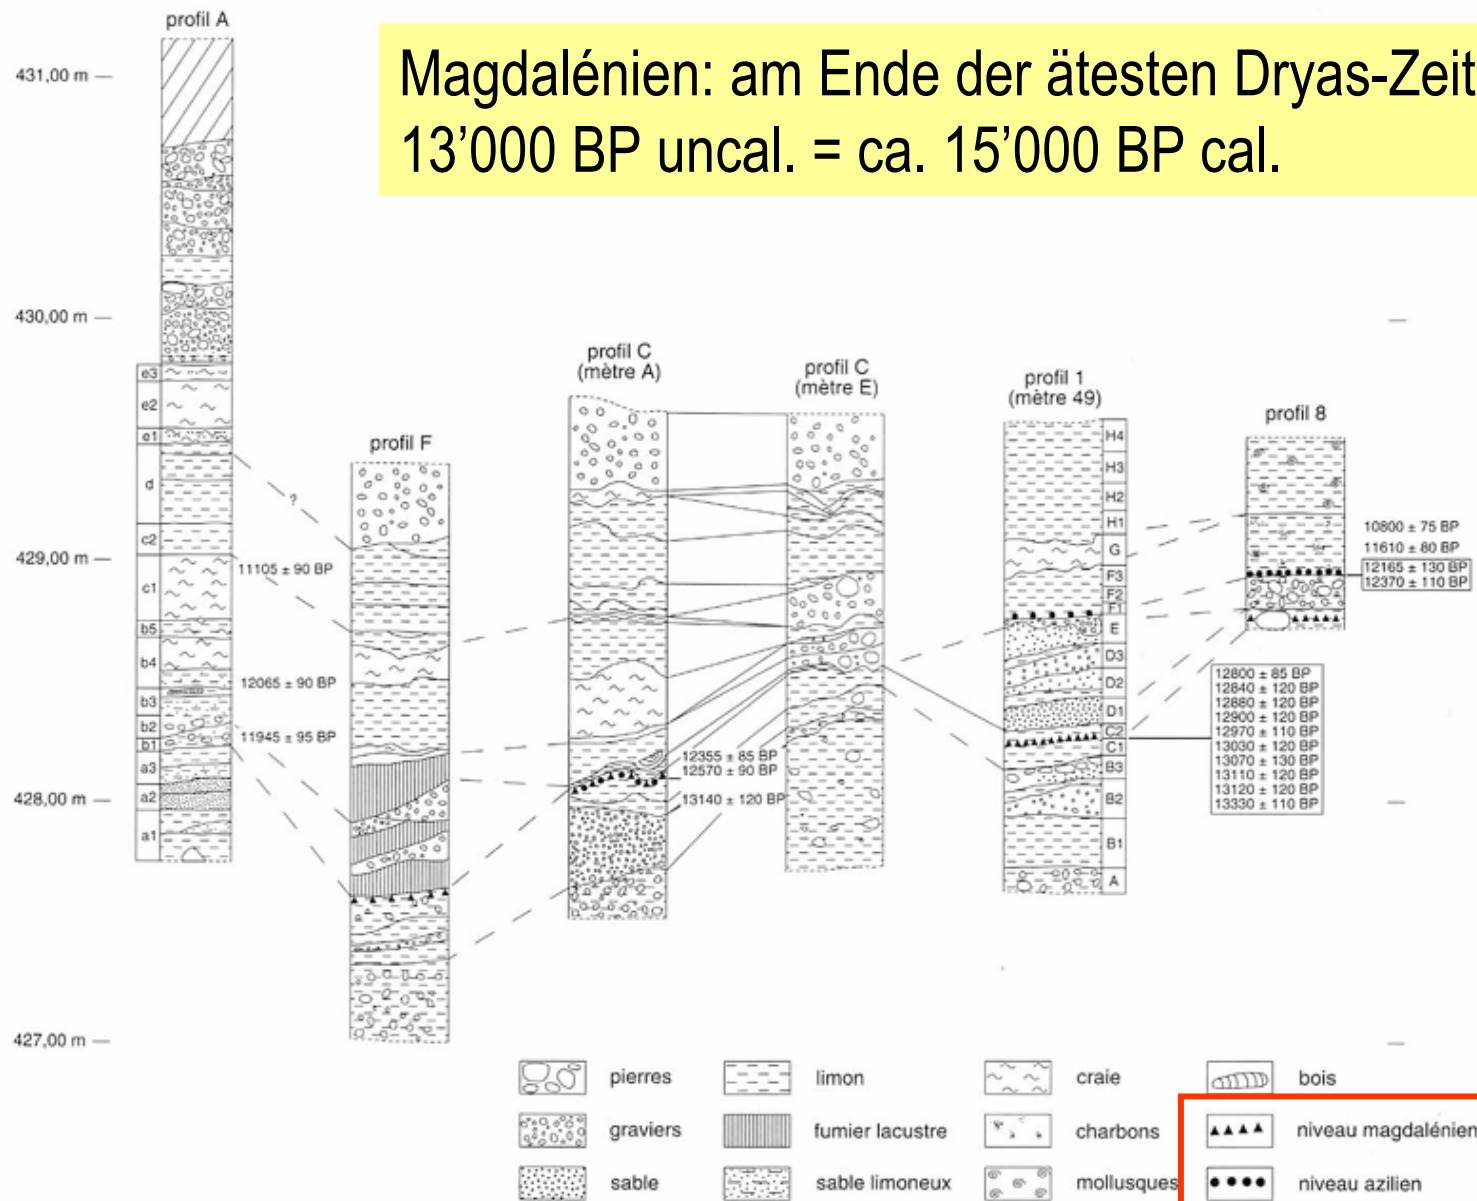 profil A
Magdalénien: am Ende der ätesten Dryas-Zeit
13’000 BP uncal. = ca. 15’000 BP cal.
431,00 m
430,00 m
429,00 m
428,00 m
427,00 m
e3
e2
e1
d
c2
c1
b5
b4
b3
b2
b1
a3
a2
a1
11105 ± 90 BP
12065 ± 90 BP
11945 ± 95 BP
profil F
?
profil C
(mètre A)
12355 ± 85 BP
12570 ± 90 BP
13140 ± 120 BP
profil C
(mètre E)
profil 1
(mètre 49)
H4
H3
H2
H1
G
F3
F2
F1
E
D3
D2
D1
C2
C1
B3
B2
B1
A
profil 8
10800 ± 75 BP
11610 ± 80 BP
12165 ± 130 BP
12370 ± 110 BP
12800 ± 85 BP
12840 ± 120 BP
12880 ± 120 BP
12900 ± 120 BP
12970 ± 110 BP
13030 ± 120 BP
13070 ± 130 BP
13110 ± 120 BP
13120 ± 120 BP
13330 ± 110 BP
pierres
limon
craie
bois
graviers
fumier lacustre
charbons
niveau magdalénien
sable
sable limoneux
mollusques
niveau azilien